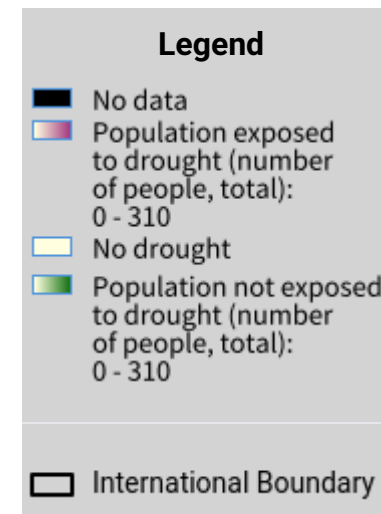 Legend
No data
Population exposed
to drought (number
of people, total):
0 - 310
No drought
Population not exposed
to drought (number
of people, total):
0 - 310
International Boundary